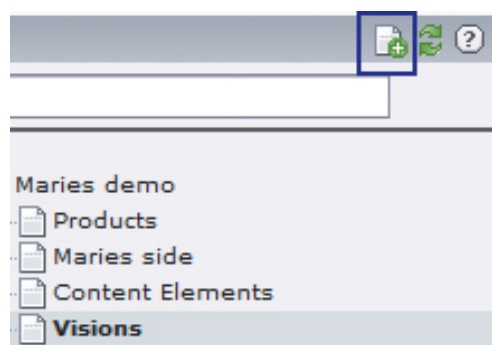 ?
Maries demo
Products
Maries side
Content Elements
Visions